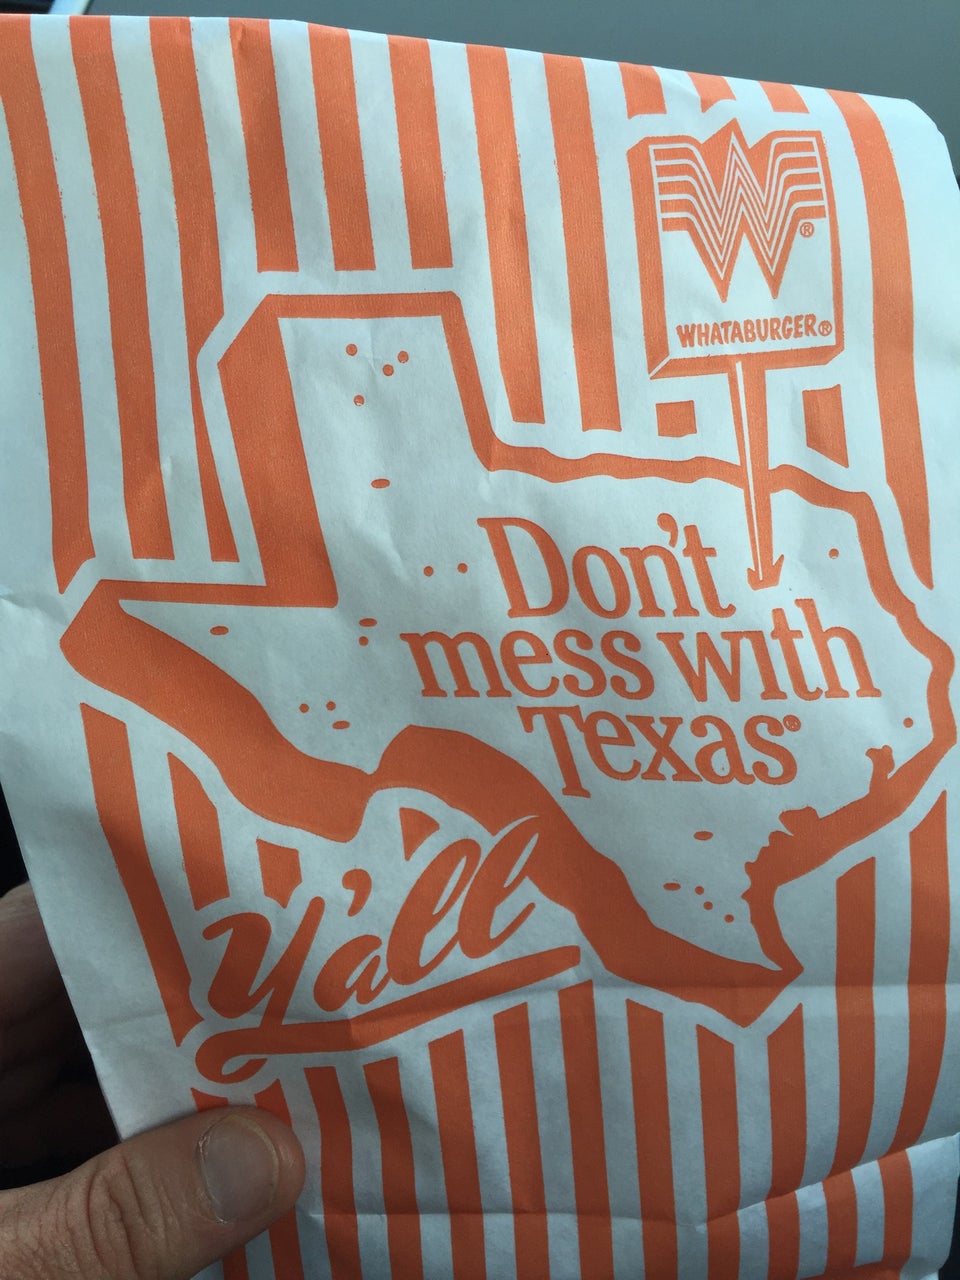 W®
WHATABURGER®
Don't
mess with
Texas®
Y'all